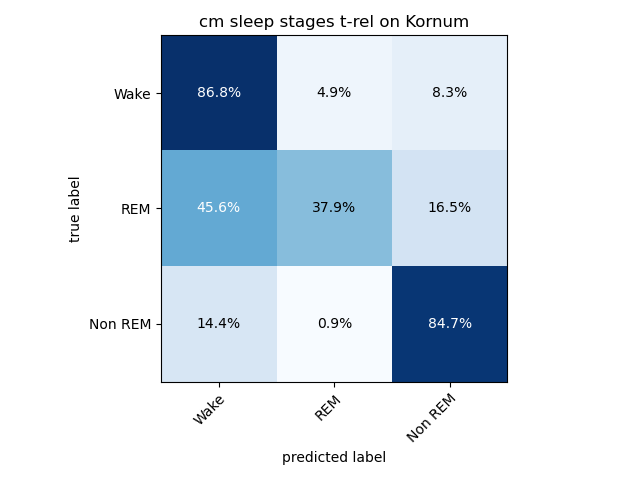 cm sleep stages t-rel on Kornum
true label
Wake
86.8%
4.9%
8.3%
REM
45.6%
37.9%
16.5%
Non REM
14.4%
0.9%
84.7%
Wake
REM
Non REM
predicted label